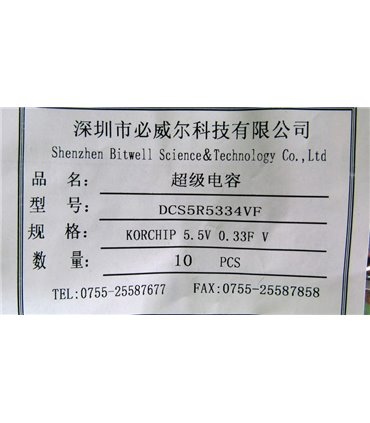 深圳市必威尔科技有限公司
Shenzhen Bitwell Science&Technology Co.,Ltd
品 名: 超级电容
型 号: DCS5R5334VF
规 格: KORCHIP 5.5V 0.33F V
数 量: 10 PCS
TEL:0755-25587677 FAX:0755-25587858